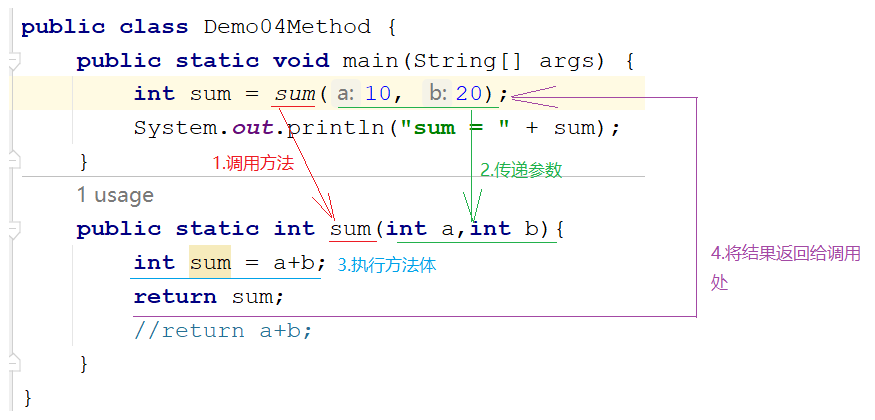 public class Demo04Method {
public static void main(String[] args) {
int sum = sum( a: 10, b: 20);
System.out.println("sum = " + sum);
}
1.调用方法
2.传递参数
1 usage
public static int sum(int a,int b){
int sum = a+b;
3.执行方法体
4.将结果返回给调用
处
return sum;
//return a+b;
}
}